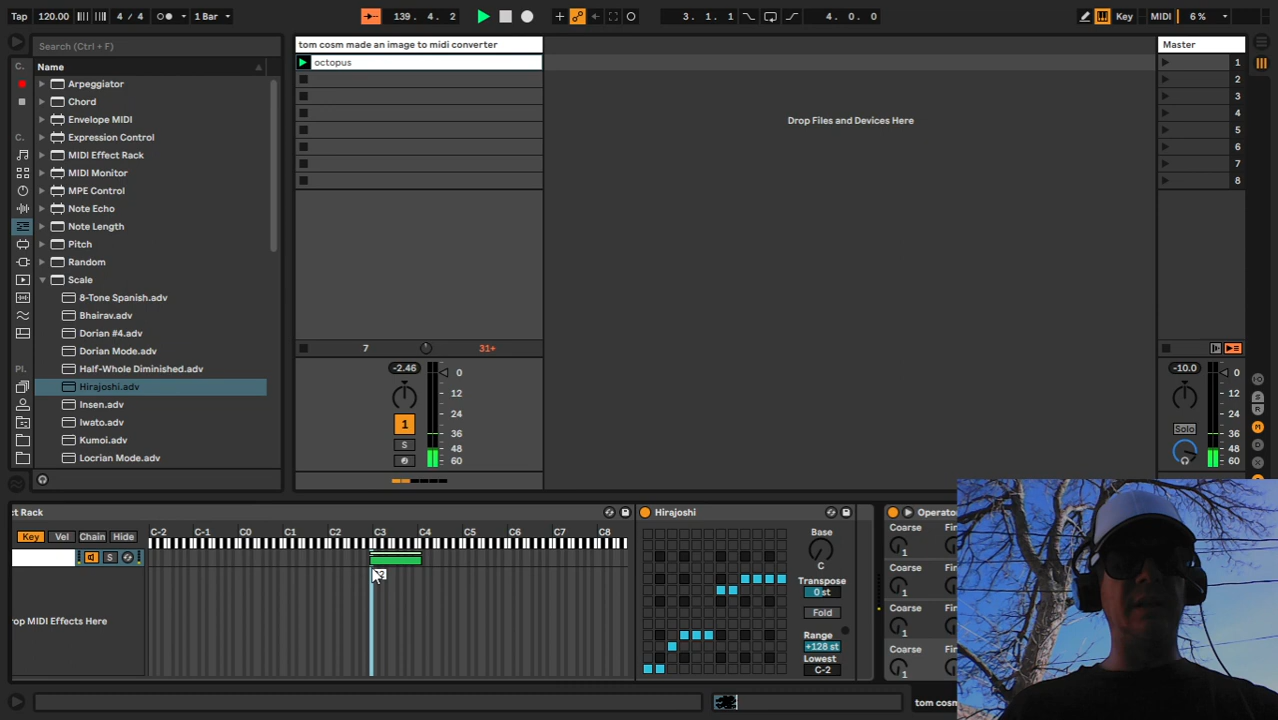 Tap 120.00 4 / 4 1 Bar 139. 4. 2 3. 1. 1 4. 0. 0 Key MIDI 6 %
Search (Ctrl + F)
C.
Name
Arpeggiator
Chord
Envelope MIDI
C.
Expression Control
MIDI Effect Rack
MIDI Monitor
MPE Control
Note Echo
Note Length
Pitch
Random
Scale
8-Tone Spanish.adv
Bhairav.adv
Dorian #4.adv
Dorian Mode.adv
Pl.
Half-Whole Diminished.adv
Hirajoshi.adv
Insen.adv
Iwato.adv
Kumoi.adv
Locrian Mode.adv
tom cosm made an image to midi converter
octopus
7 31+
-2.46
0
12
24
1
36
S
48
60
Drop Files and Devices Here
Master
1
2
3
4
5
6
7
8
-10.0
0
12
24
Solo
36
48
60
S
R
M
ct Rack
Key Vel Chain Hide
C-2 C-1 C0 C1 C2 C3 C4 C5 C6 C7 C8
S
rop MIDI Effects Here
Hirajoshi
Base
C
Transpose
0 st
Fold
Range
+128 st
Lowest
C-2
Operato
Coarse Fi
1
Coarse Fir
1
Coarse Fin
1
Coarse Fin
1
tom cosm